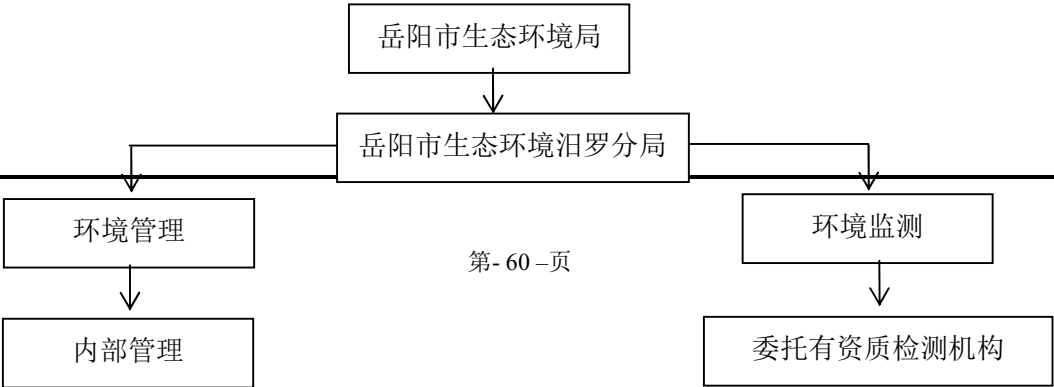 岳阳市生态环境局
岳阳市生态环境汨罗分局
环境管理
环境监测
第- 60 –页
内部管理
委托有资质检测机构